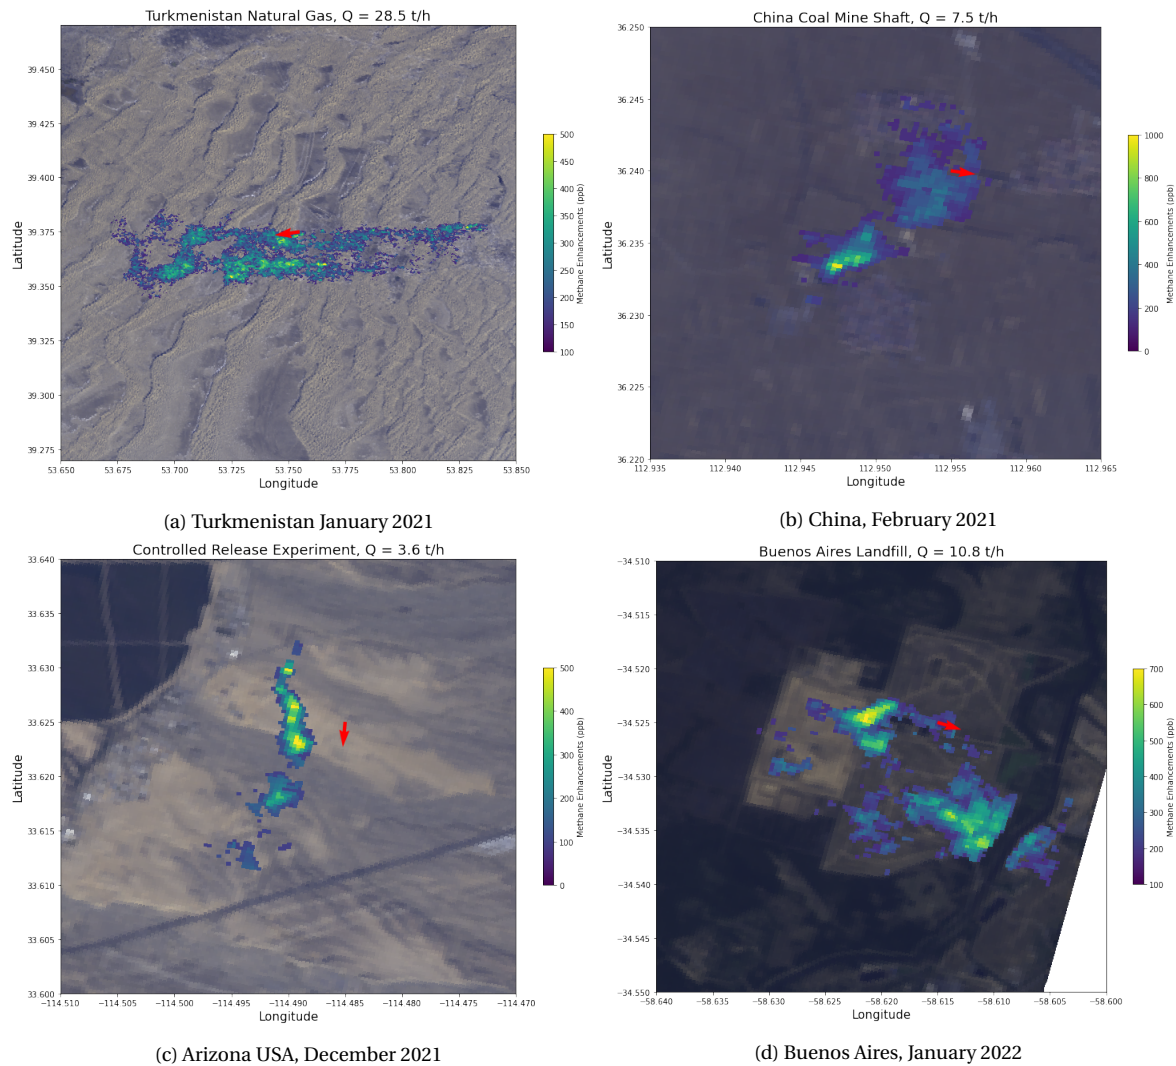 Turkmenistan Natural Gas, Q = 28.5 t/h
39.450
39.425
39.400
39.375
39.350
39.325
39.300
39.275
Latitude
53.650 53.675 53.700 53.725 53.750 53.775 53.800 53.825 53.850
Longitude
500
450
400
350
300
250
200
150
100
Methane Enhancements (ppb)
(a) Turkmenistan January 2021
China Coal Mine Shaft, Q = 7.5 t/h
36.250
36.245
36.240
36.235
36.230
36.225
36.220
Latitude
112.935 112.940 112.945 112.950 112.955 112.960 112.965
Longitude
1000
800
600
400
200
0
Methane Enhancements (ppb)
(b) China, February 2021
Controlled Release Experiment, Q = 3.6 t/h
33.640
33.635
33.630
33.625
33.620
33.615
33.610
33.605
33.600
Latitude
−114.510 −114.505 −114.500 −114.495 −114.490 −114.485 −114.480 −114.475 −114.470
Longitude
500
400
300
200
100
0
Methane Enhancements (ppb)
(c) Arizona USA, December 2021
Buenos Aires Landfill, Q = 10.8 t/h
−34.510
−34.515
−34.520
−34.525
−34.530
−34.535
−34.540
−34.545
−34.550
Latitude
−58.640 −58.635 −58.630 −58.625 −58.620 −58.615 −58.610 −58.605 −58.600
Longitude
700
600
500
400
300
200
100
Methane Enhancements (ppb)
(d) Buenos Aires, January 2022